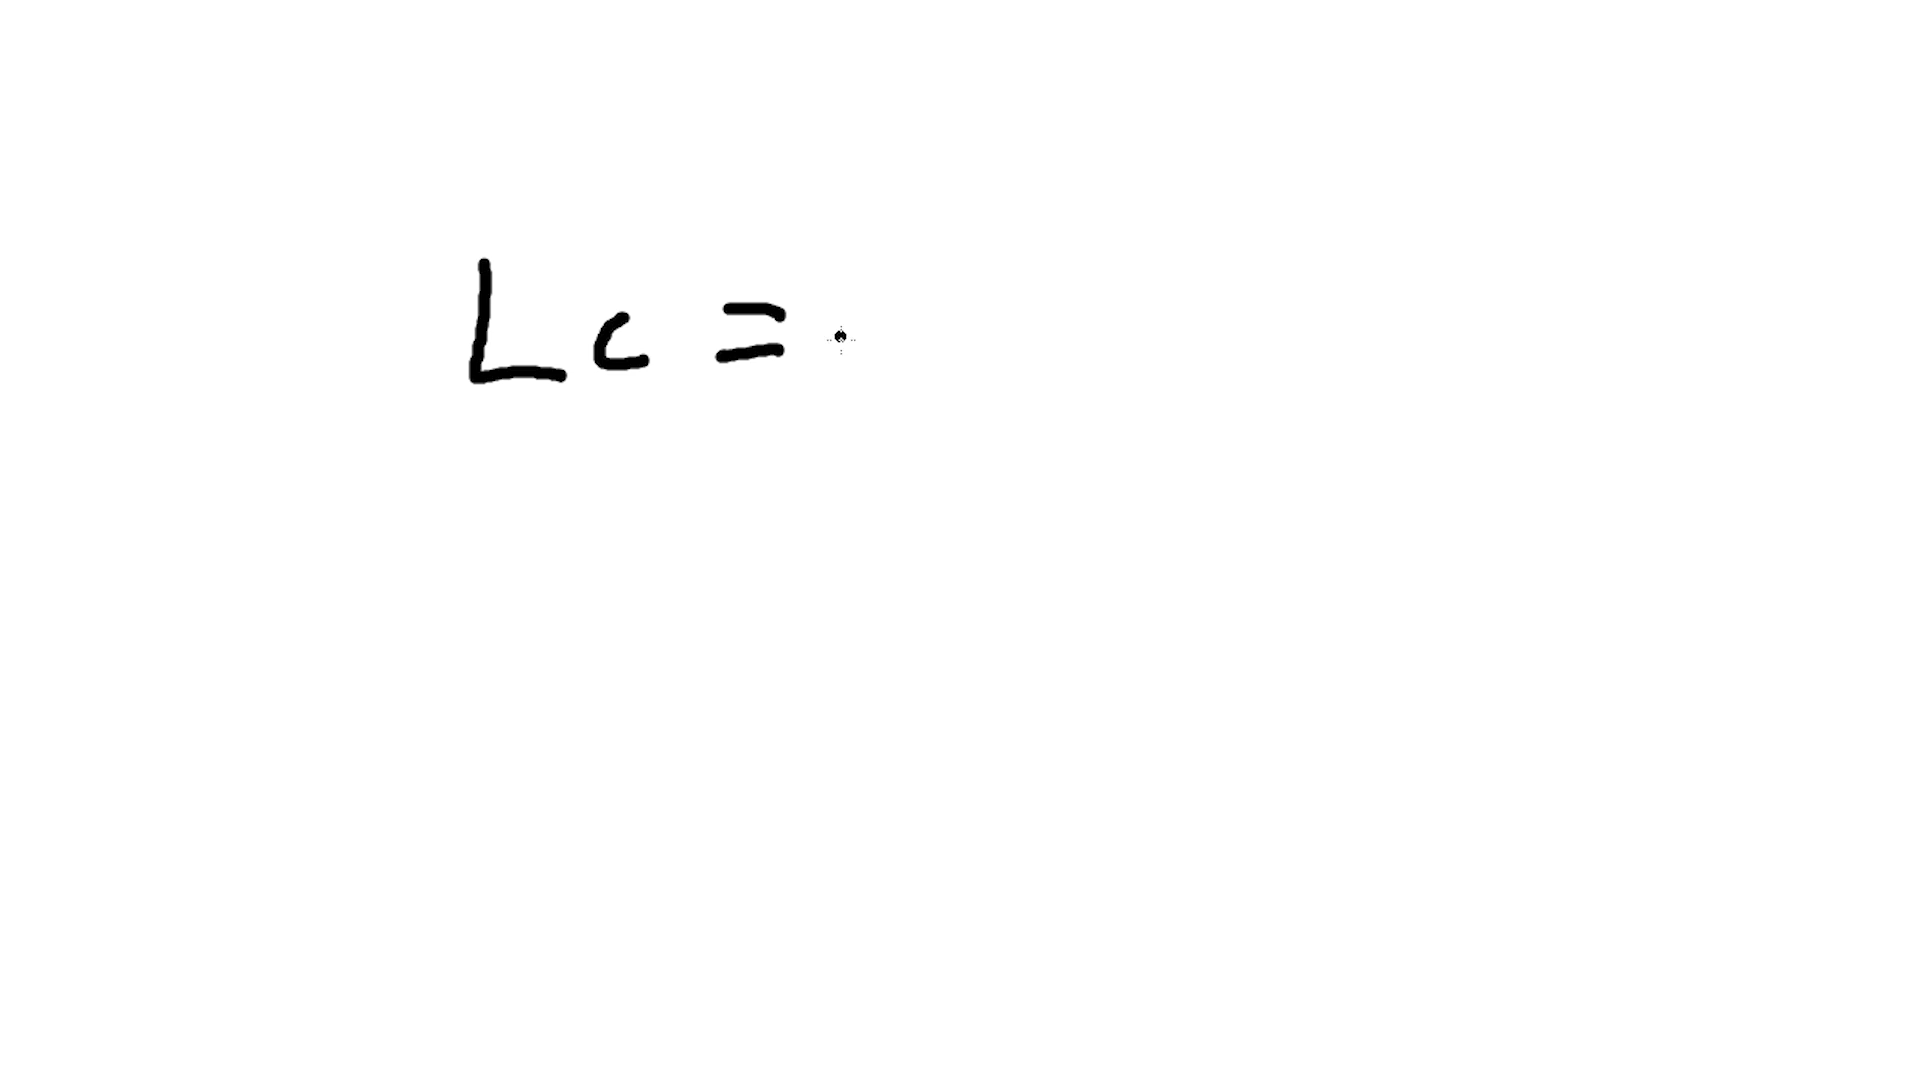 Lc =